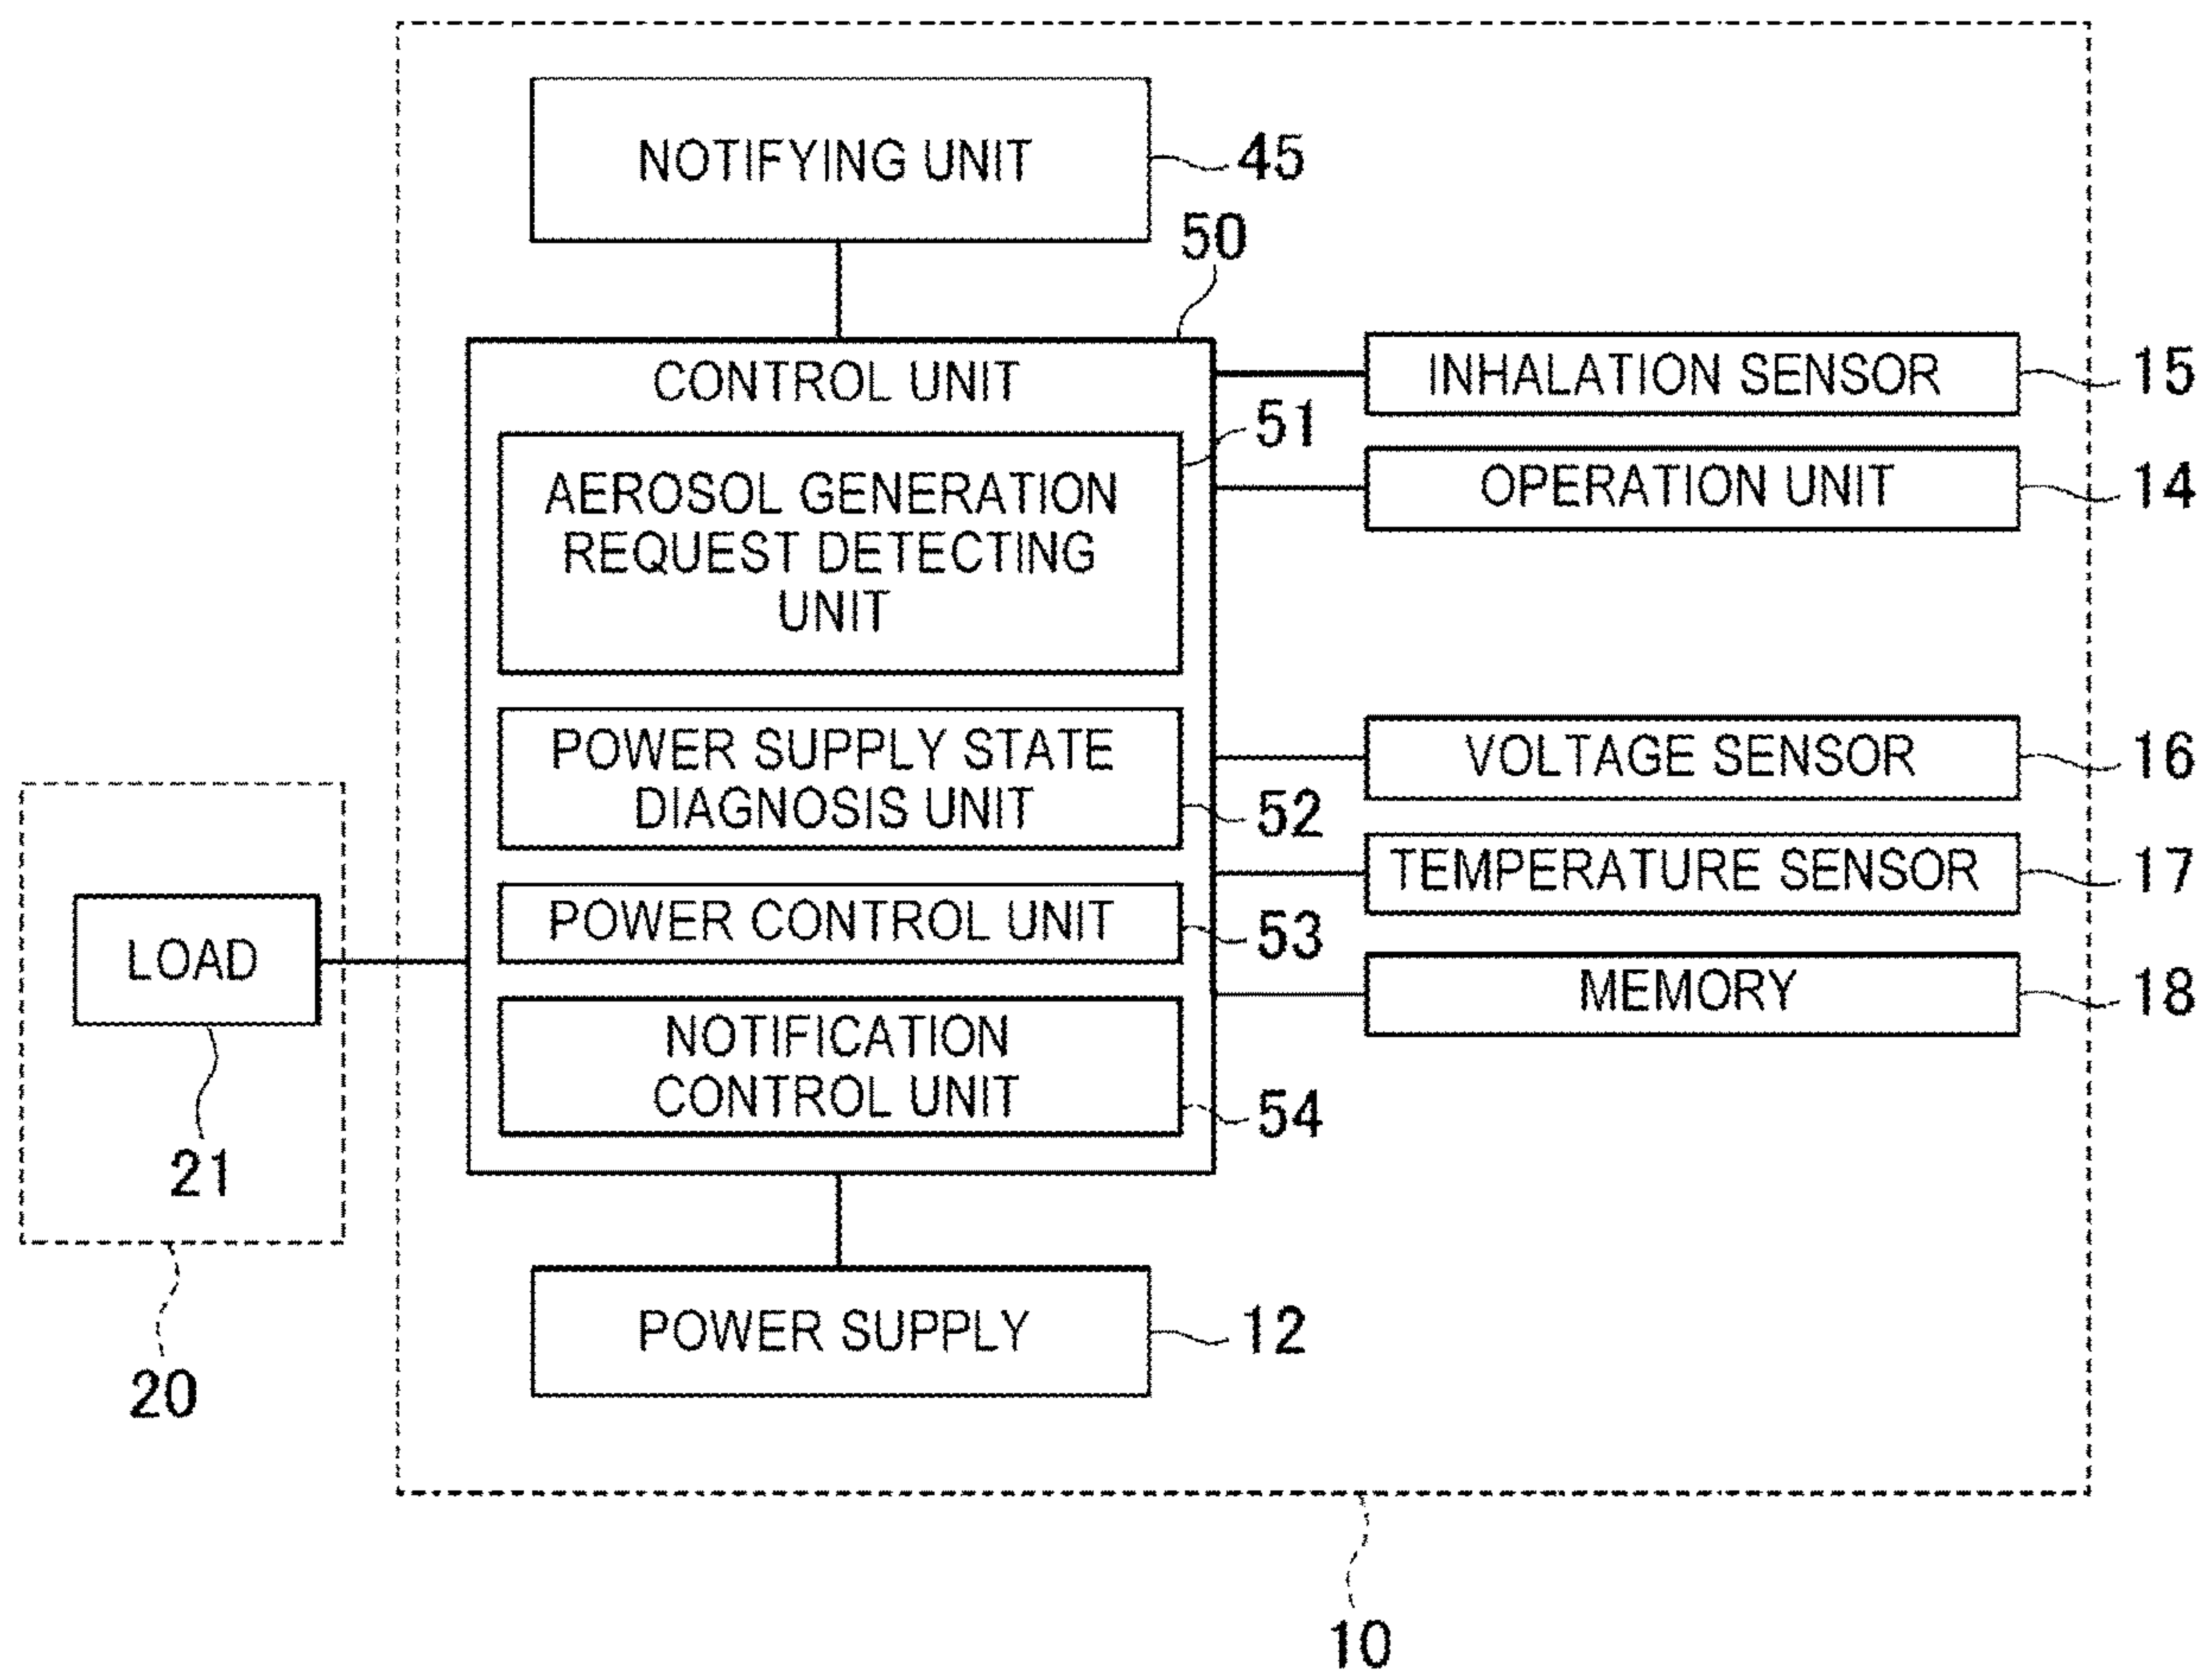 NOTIFYING UNIT
45
50
CONTROL UNIT
51
AEROSOL GENERATION
REQUEST DETECTING
UNIT
POWER SUPPLY STATE
DIAGNOSIS UNIT
52
POWER CONTROL UNIT
53
NOTIFICATION
CONTROL UNIT
54
INHALATION SENSOR
15
OPERATION UNIT
14
VOLTAGE SENSOR
16
TEMPERATURE SENSOR
17
MEMORY
18
LOAD
21
20
POWER SUPPLY
12
10